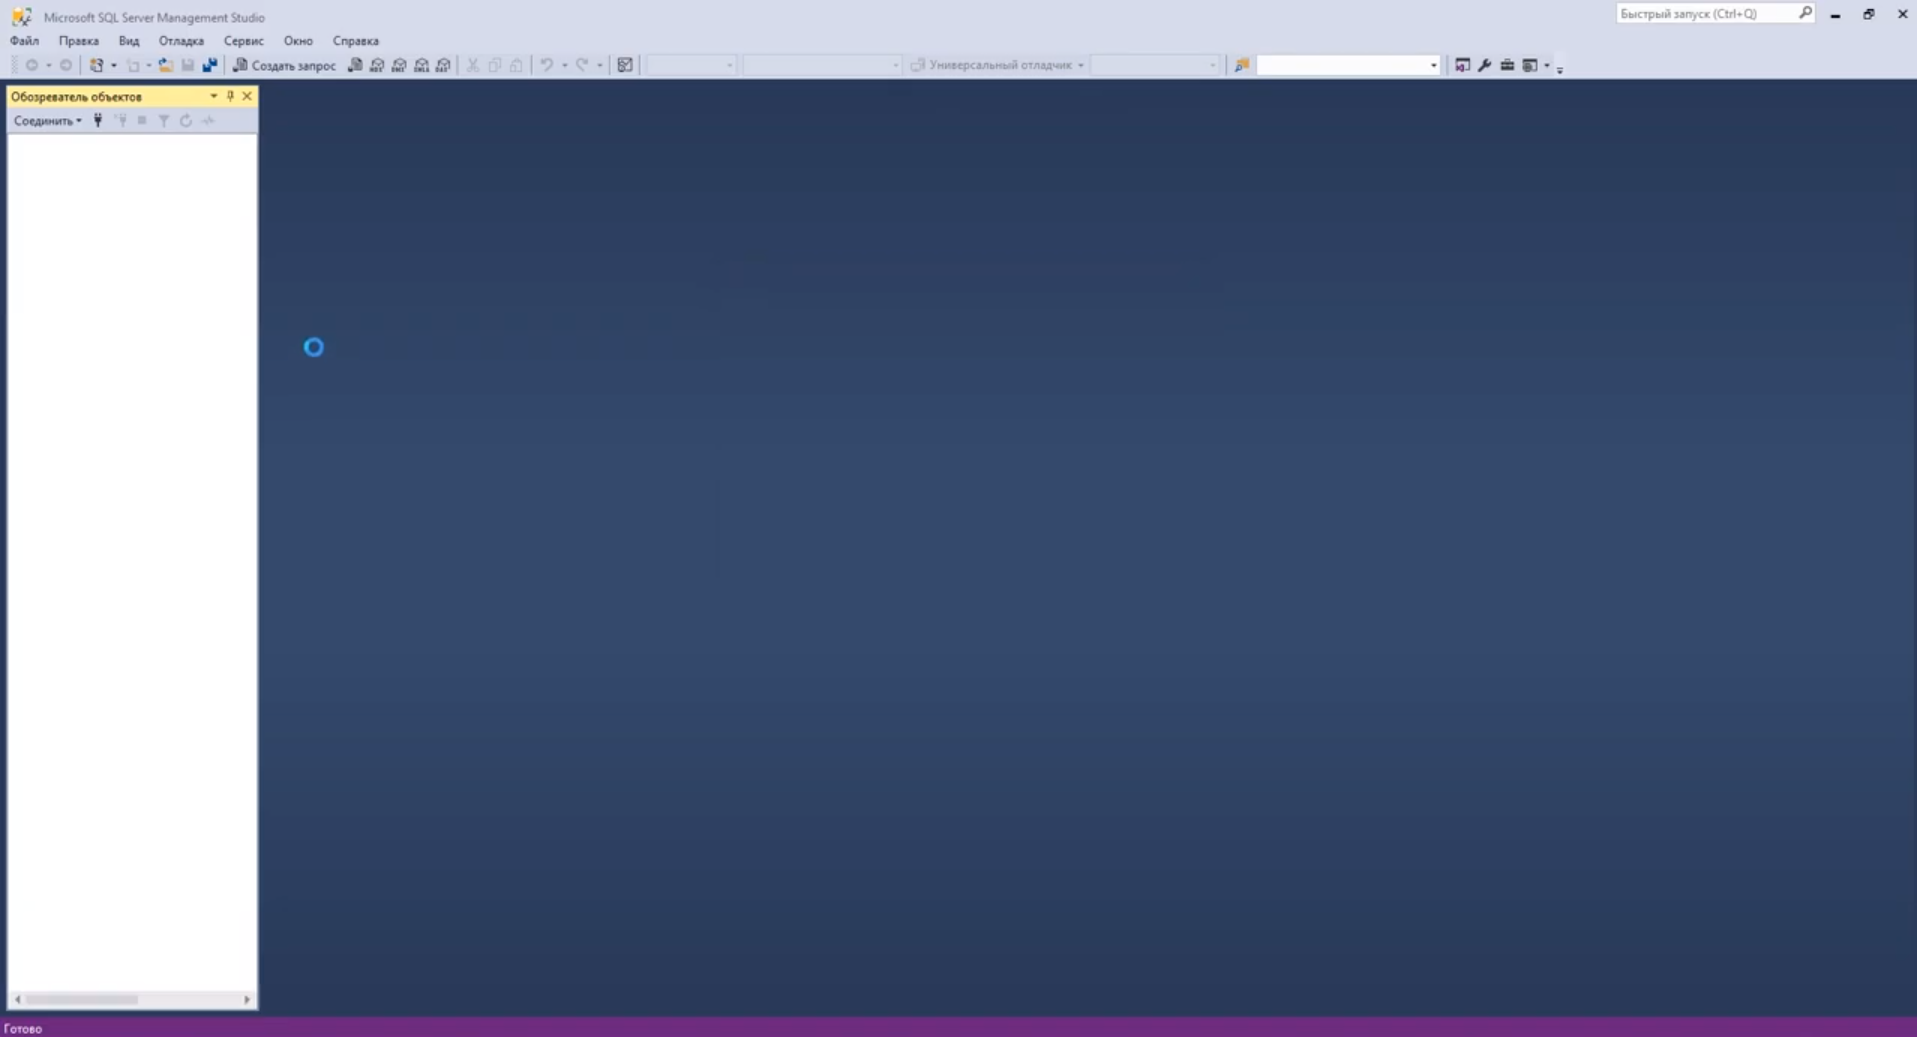 Microsoft SQL Server Management Studio
Быстрый запуск (Ctrl+Q)
Файл Правка Вид Отладка Сервис Окно Справка
Создать запрос
Универсальный отладчик
Обозреватель объектов
Соединить
Готово